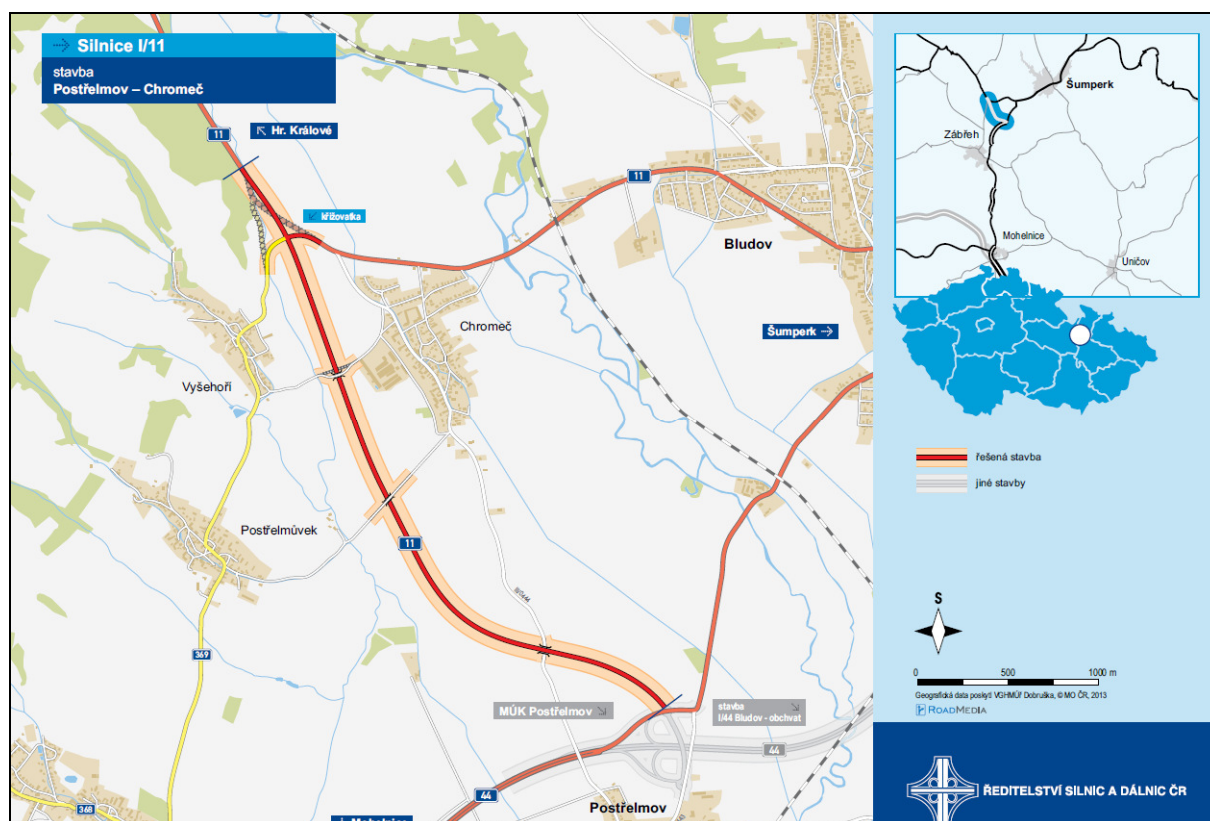 Silnice I/11
stavba
Postřelmov – Chromeč
11
Hr. Králové
křižovatka
11
Bludov
Chromeč
Šumperk
Vyšehoří
Postřelmůvek
11
369
MÚK Postřelmov
stavba
I/44 Bludov - obchvat
44
44
Postřelmov
368
Šumperk
Zábřeh
Mohelnice
Uničov
řešená stavba
jiné stavby
S
0 500 1000 m
Geografická data poskytl VGHMÚř Dobruška, © MO ČR, 2013
ROADMEDIA
ŘEDITELSTVÍ SILNIC A DÁLNIC ČR